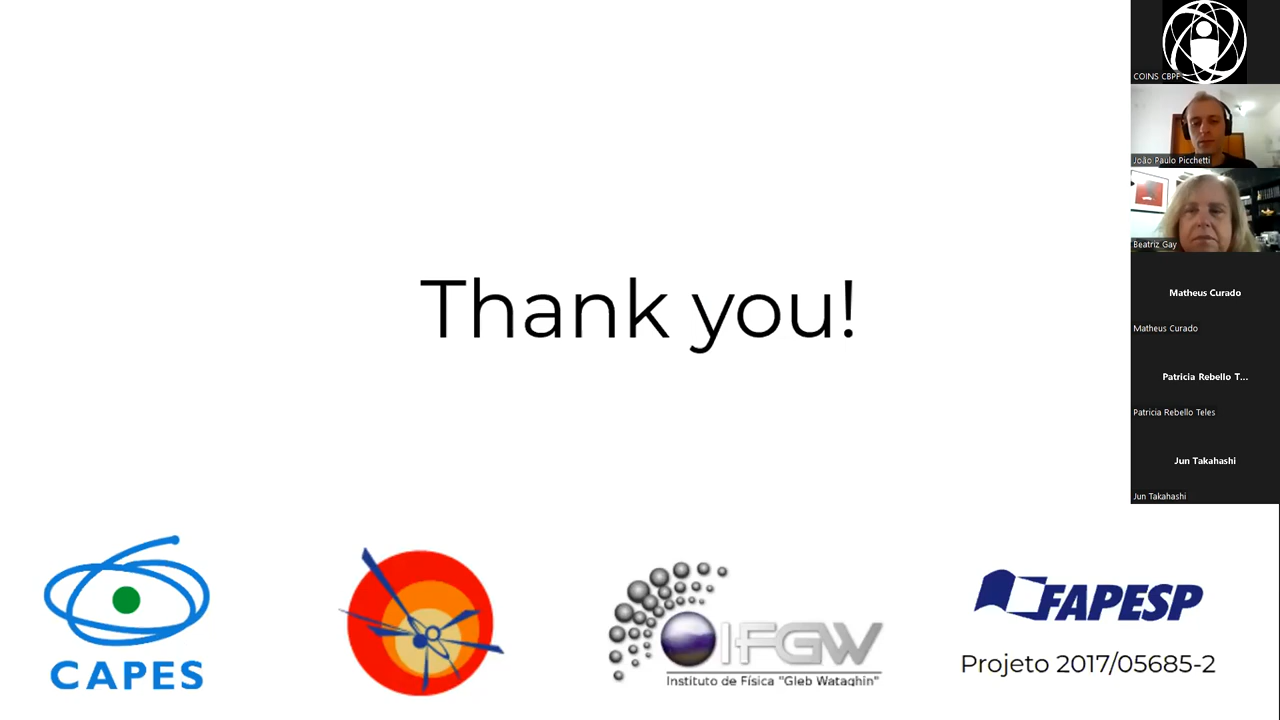 Thank you!
CAPES
IFGW
Instituto de Física "Gleb Wataghin"
FAPESP
Projeto 2017/05685-2
COINS CBPF
João Paulo Picchetti
Beatriz Gay
Matheus Curado
Matheus Curado
Patricia Rebello T...
Patricia Rebello Teles
Jun Takahashi
Jun Takahashi